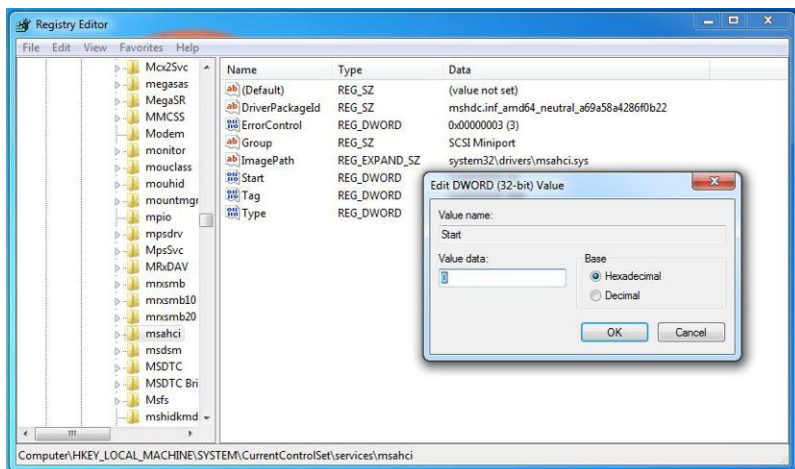 Registry Editor
File Edit View Favorites Help
Mcx2Svc
megasas
MegaSR
MMCSS
Modem
monitor
mouclass
mouhid
mountmgr
mpio
mpsdrv
MpsSvc
MRxDAV
mrxsmb
mrxsmb10
mrxsmb20
msahci
msdsm
MSDTC
MSDTC Bri
Msfs
mshidkmd
Name Type Data
(Default) REG_SZ (value not set)
DriverPackageId REG_SZ mshdc.inf_amd64_neutral_a69a58a4286f0b22
ErrorControl REG_DWORD 0x00000003 (3)
Group REG_SZ SCSI Miniport
ImagePath REG_EXPAND_SZ system32\drivers\msahci.sys
Start REG_DWORD
Tag REG_DWORD
Type REG_DWORD
Edit DWORD (32-bit) Value
Value name:
Start
Value data:
0
Base
Hexadecimal
Decimal
OK Cancel
Computer\HKEY_LOCAL_MACHINE\SYSTEM\CurrentControlSet\services\msahci